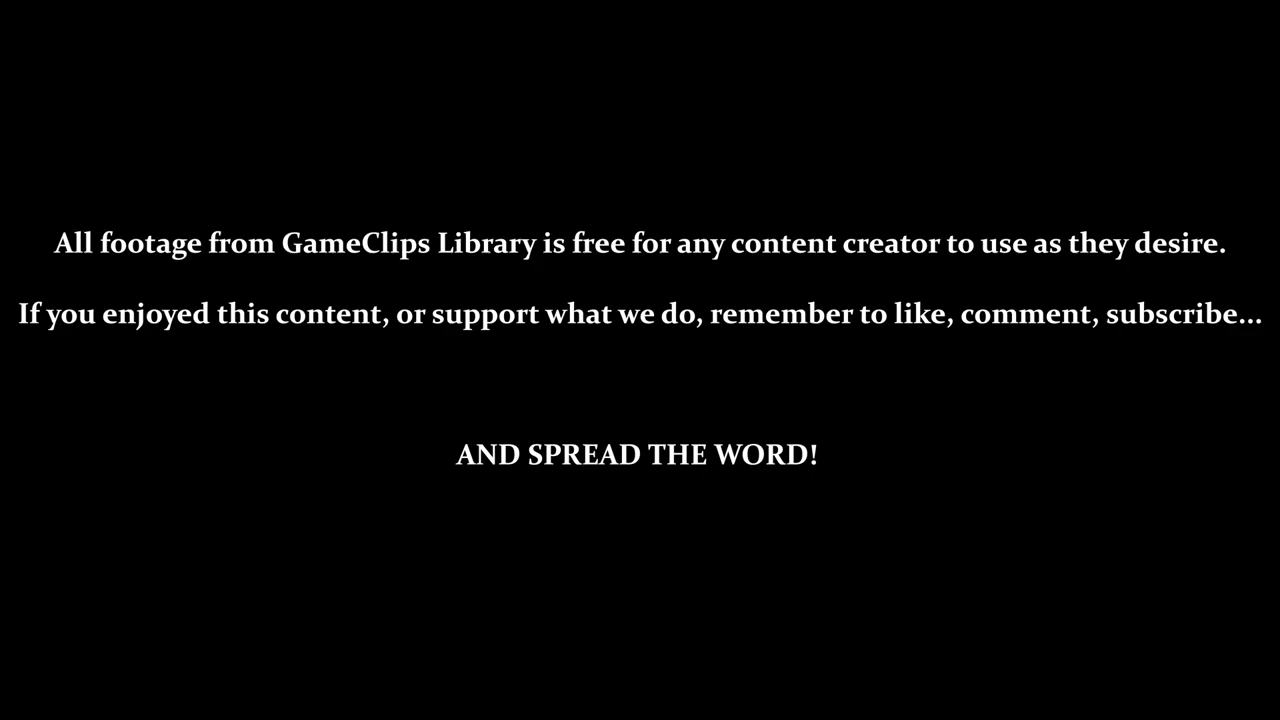 All footage from GameClips Library is free for any content creator to use as they desire.
If you enjoyed this content, or support what we do, remember to like, comment, subscribe...
AND SPREAD THE WORD!